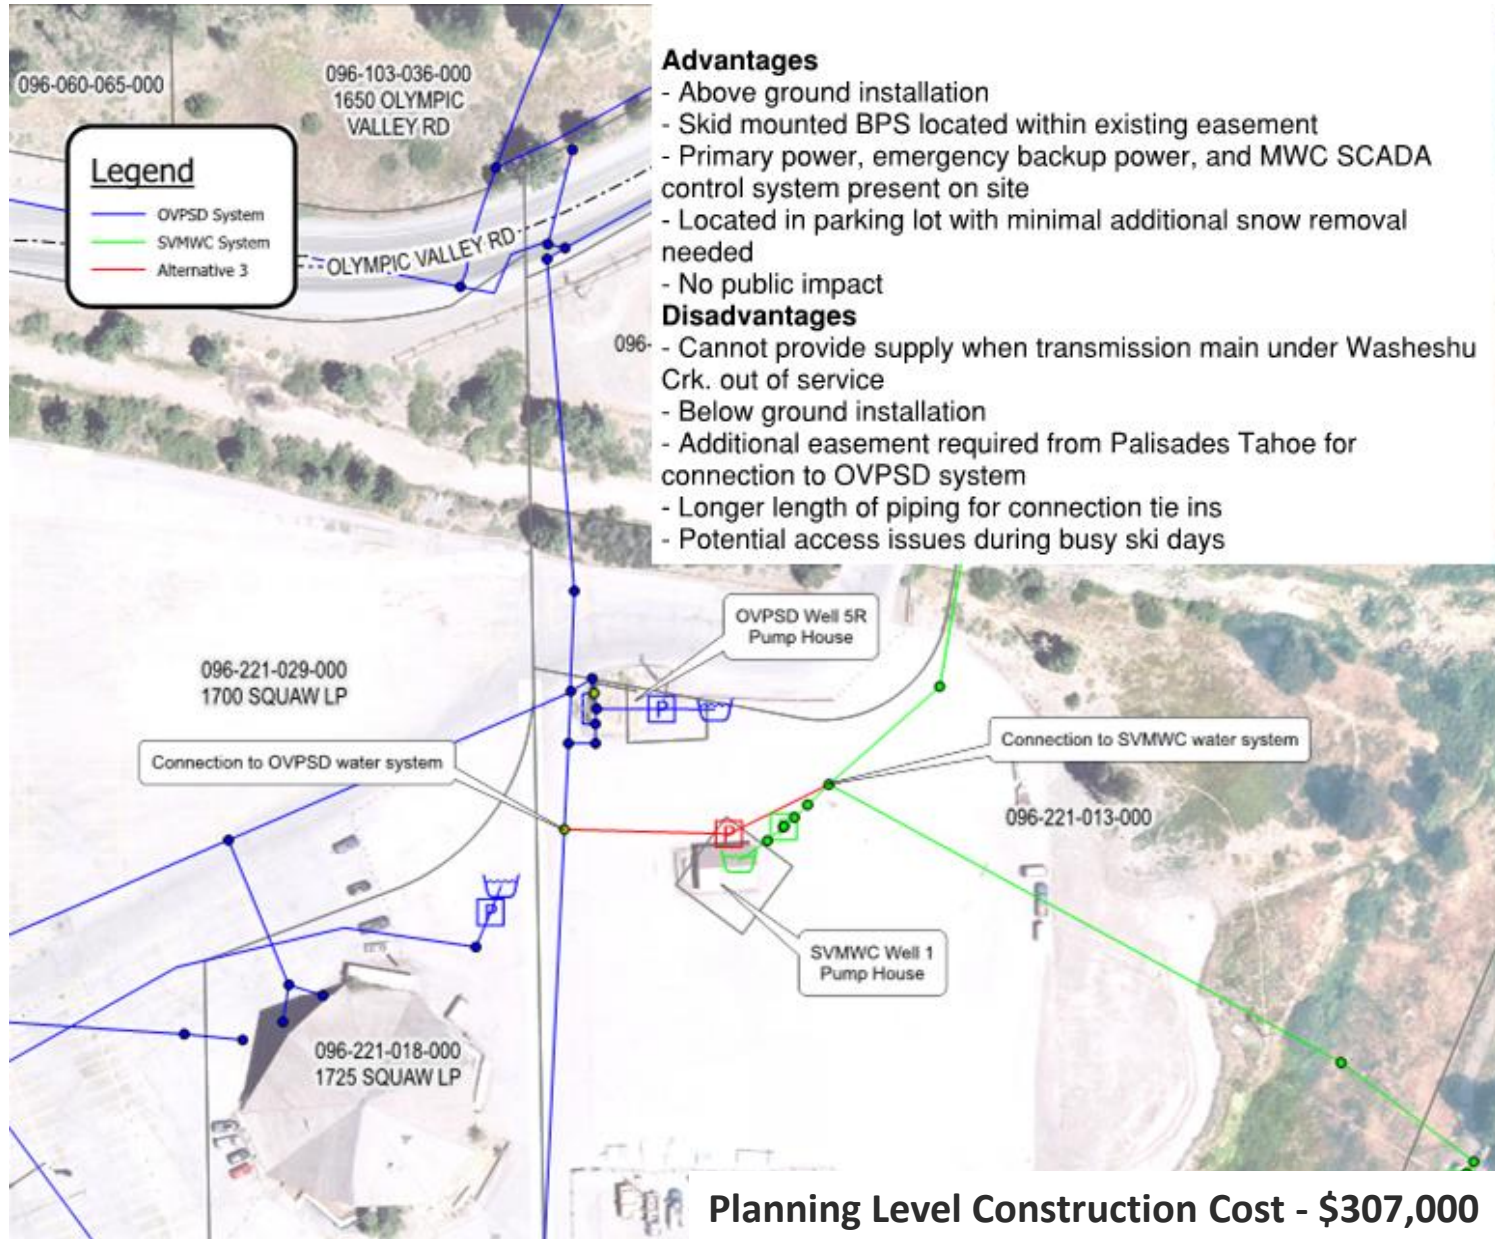 096-060-065-000
096-103-036-000
1650 OLYMPIC
VALLEY RD
Legend
OVPSD System
SVMWC System
Alternative 3
OLYMPIC VALLEY RD
Advantages
- Above ground installation
- Skid mounted BPS located within existing easement
- Primary power, emergency backup power, and MWC SCADA
control system present on site
- Located in parking lot with minimal additional snow removal
needed
- No public impact
Disadvantages
- Cannot provide supply when transmission main under Washeshu
Crk. out of service
- Below ground installation
- Additional easement required from Palisades Tahoe for
connection to OVPSD system
- Longer length of piping for connection tie ins
- Potential access issues during busy ski days
096-
OVPSD Well 5R
Pump House
096-221-029-000
1700 SQUAW LP
P
Connection to OVPSD water system
Connection to SVMWC water system
096-221-013-000
P
P
SVMWC Well 1
Pump House
096-221-018-000
1725 SQUAW LP
Planning Level Construction Cost - $307,000